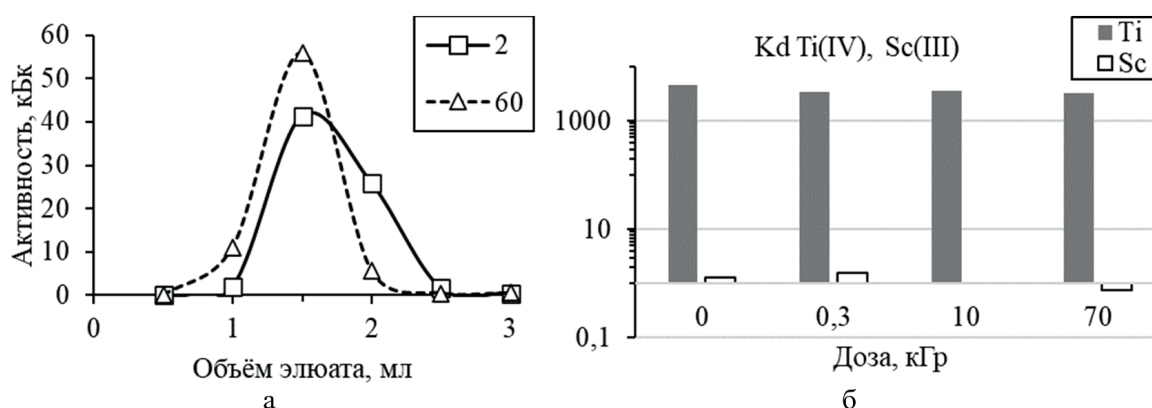 60
50
40
30
20
10
0
Активность, кБк
0
1
2
3
Объём элюата, мл
2
60
а
Kd Ti(IV), Sc(III)
Ti
Sc
1000
10
0,1
0
0,3
10
70
Доза, кГр
б